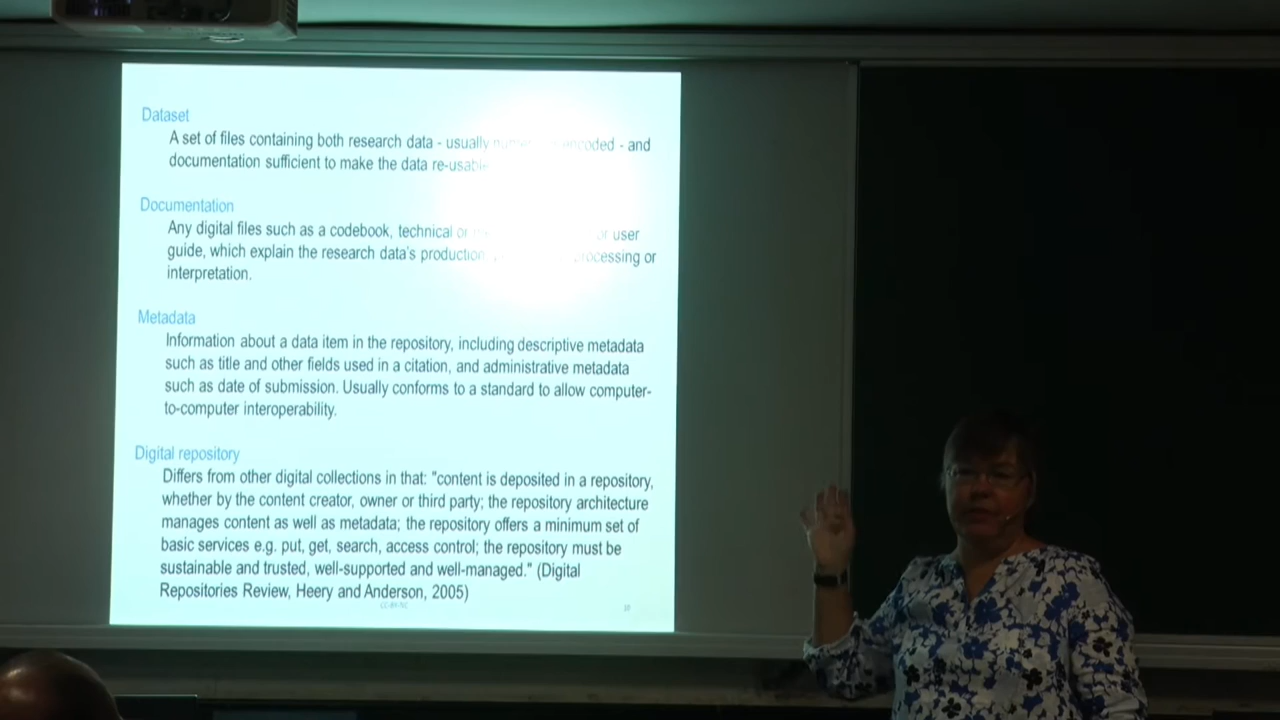 Dataset
A set of files containing both research data - usually encoded - and
documentation sufficient to make the data re-usable
Documentation
Any digital files such as a codebook, technical or user
guide, which explain the research data's production processing or
interpretation.
Metadata
Information about a data item in the repository, including descriptive metadata
such as title and other fields used in a citation, and administrative metadata
such as date of submission. Usually conforms to a standard to allow computer-
to-computer interoperability.
Digital repository
Differs from other digital collections in that: "content is deposited in a repository,
whether by the content creator, owner or third party; the repository architecture
manages content as well as metadata; the repository offers a minimum set of
basic services e.g. put, get, search, access control; the repository must be
sustainable and trusted, well-supported and well-managed." (Digital
Repositories Review, Heery and Anderson, 2005)